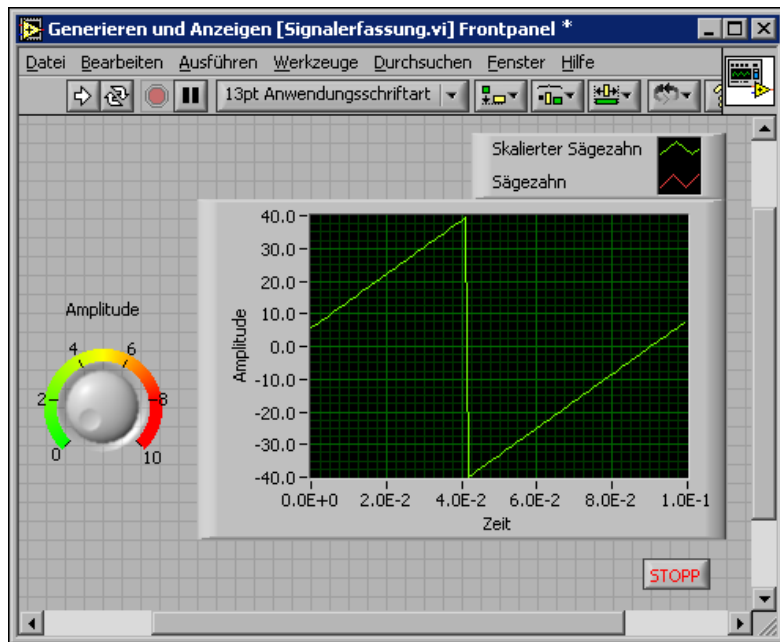 Generieren und Anzeigen [Signalerfassung.vi] Frontpanel *
Datei Bearbeiten Ausführen Werkzeuge Durchsuchen Fenster Hilfe
13pt Anwendungsschriftart
Skalierter Sägezahn
Sägezahn
Amplitude
0
2
4
6
8
10
Amplitude
40.0
30.0
20.0
10.0
0.0
-10.0
-20.0
-30.0
-40.0
0.0E+0 2.0E-2 4.0E-2 6.0E-2 8.0E-2 1.0E-1
Zeit
STOPP